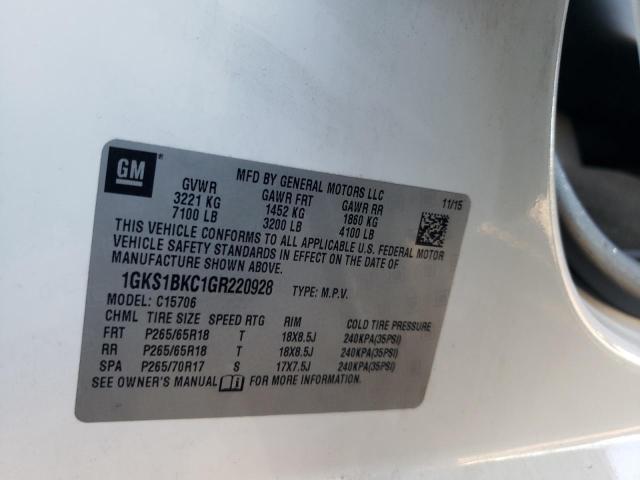 GM
MFD BY GENERAL MOTORS LLC
11/15
GVWR GAWR FRT GAWR RR
3221 KG 1452 KG 1860 KG
7100 LB 3200 LB 4100 LB
THIS VEHICLE CONFORMS TO ALL APPLICABLE U.S. FEDERAL MOTOR
VEHICLE SAFETY STANDARDS IN EFFECT ON THE DATE OF
MANUFACTURE SHOWN ABOVE.
1GKS1BKC1GR220928 TYPE: M.P.V.
MODEL: C15706
CHML TIRE SIZE SPEED RTG RIM COLD TIRE PRESSURE
FRT P265/65R18 T 18X8.5J 240KPA(35PSI)
RR P265/65R18 T 18X8.5J 240KPA(35PSI)
SPA P265/70R17 S 17X7.5J 240KPA(35PSI)
SEE OWNER'S MANUAL FOR MORE INFORMATION.